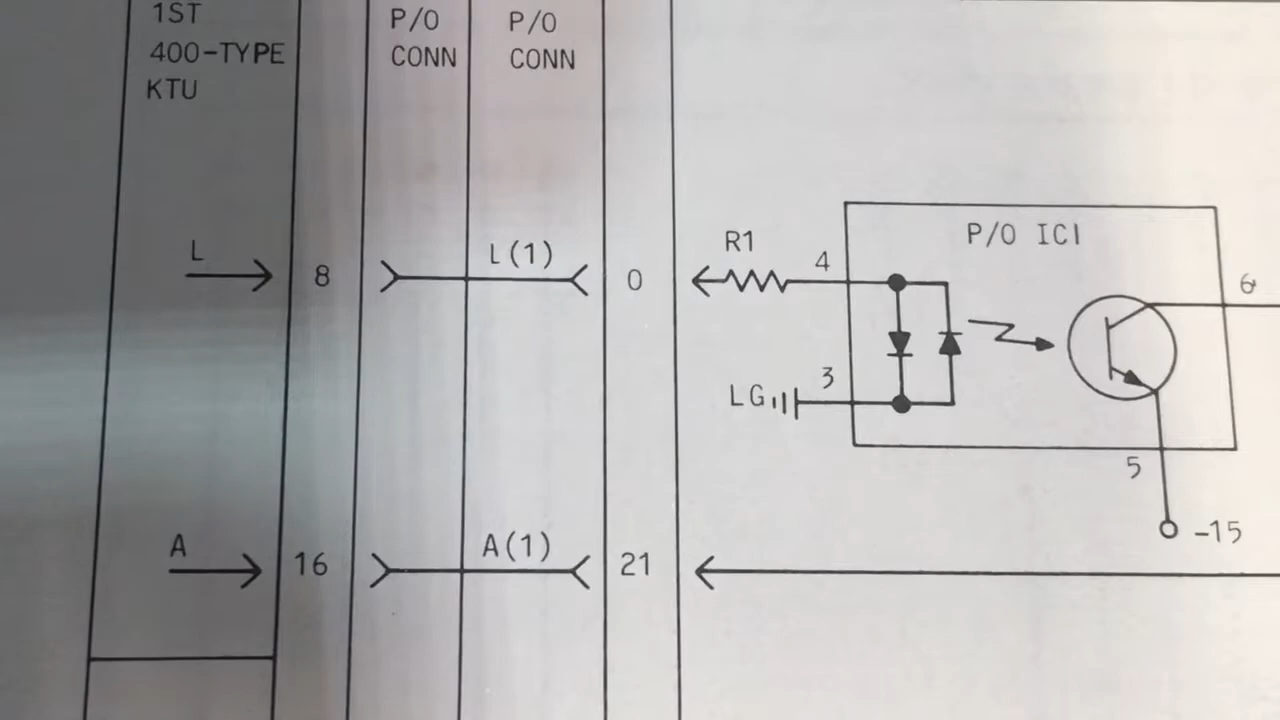 1ST
400-TYPE
KTU
P/O
CONN
P/O
CONN
L
8
L(1)
0
R1
4
P/O IC1
6
LG
3
5
-15
A
16
A(1)
21